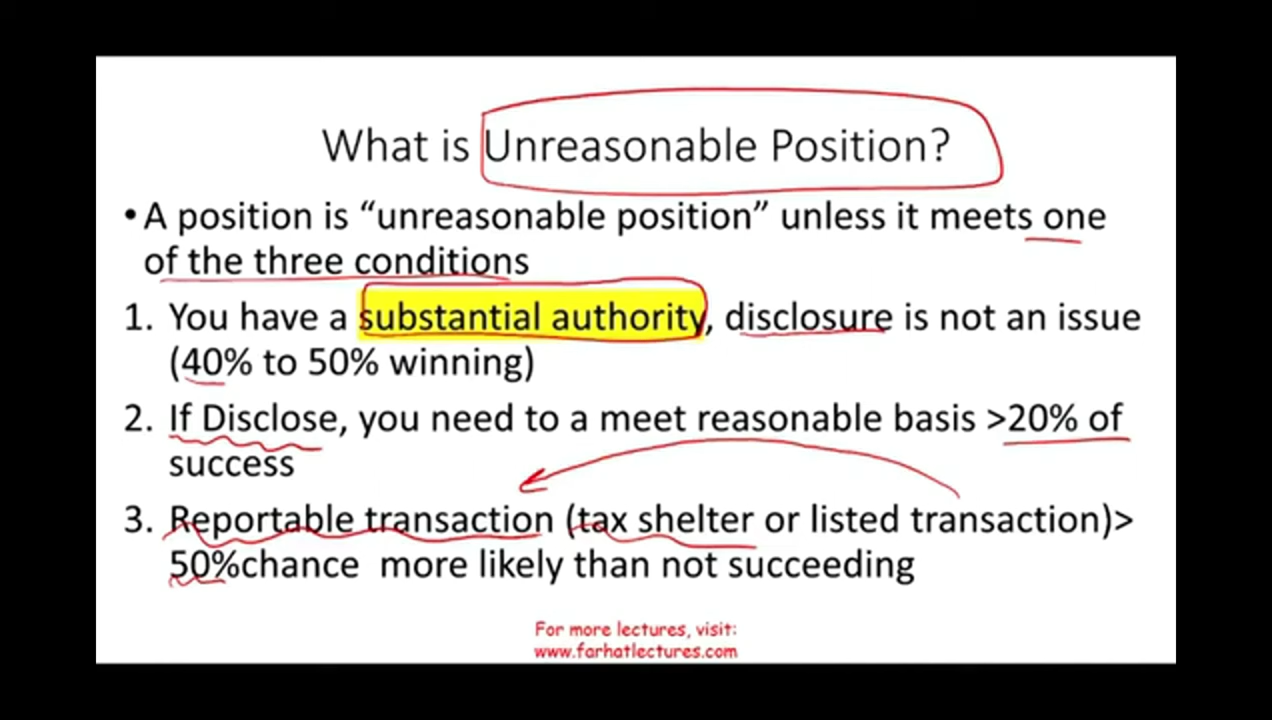 What is Unreasonable Position?
• A position is “unreasonable position” unless it meets one
of the three conditions
1. You have a substantial authority, disclosure is not an issue
(40% to 50% winning)
2. If Disclose, you need to a meet reasonable basis >20% of
success
3. Reportable transaction (tax shelter or listed transaction)>
50%chance more likely than not succeeding
For more lectures, visit:
www.farhatlectures.com